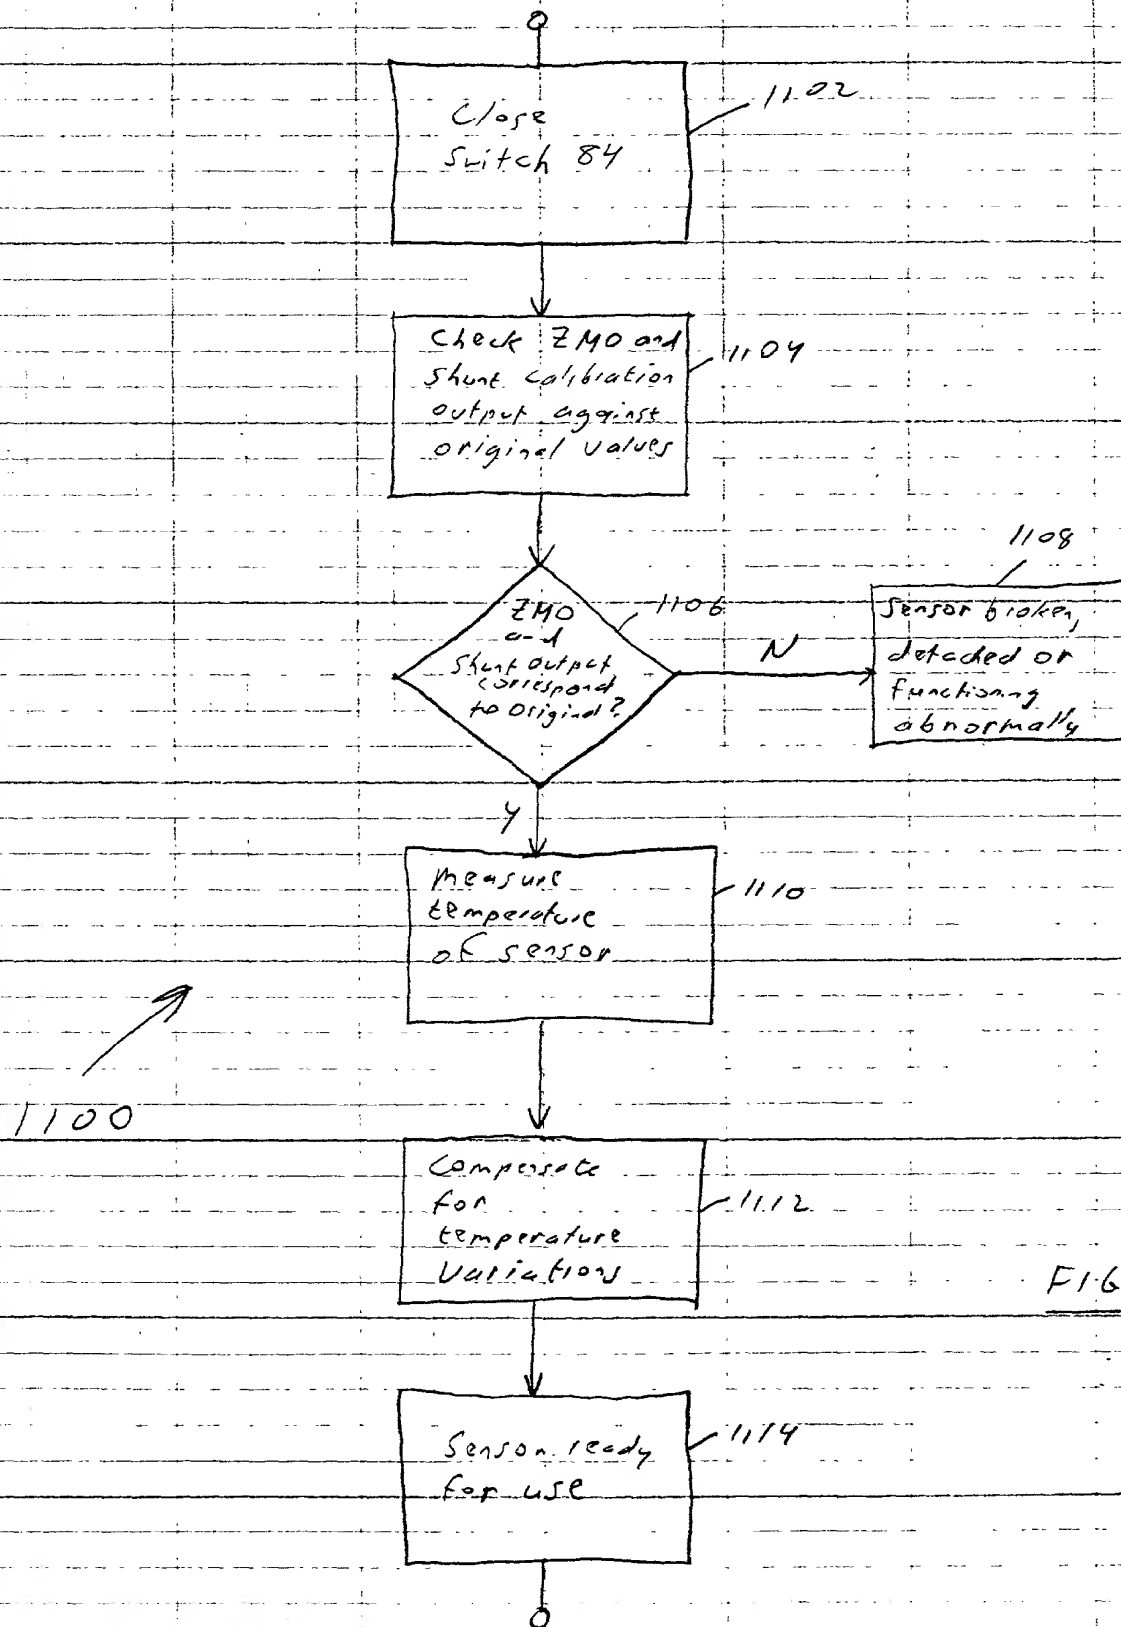 1102
Close
Switch 84
Check ZMO and
1104
Shunt calibration
output against
original values
1108
ZMO
1106
and
Shunt output
correspond
to original?
N
Sensor broken,
detached or
functioning
abnormally
Y
Measure
temperature
of sensor
1110
1100
Compensate
for
temperature
variations
1112
FIG
Sensor ready
for use
1114